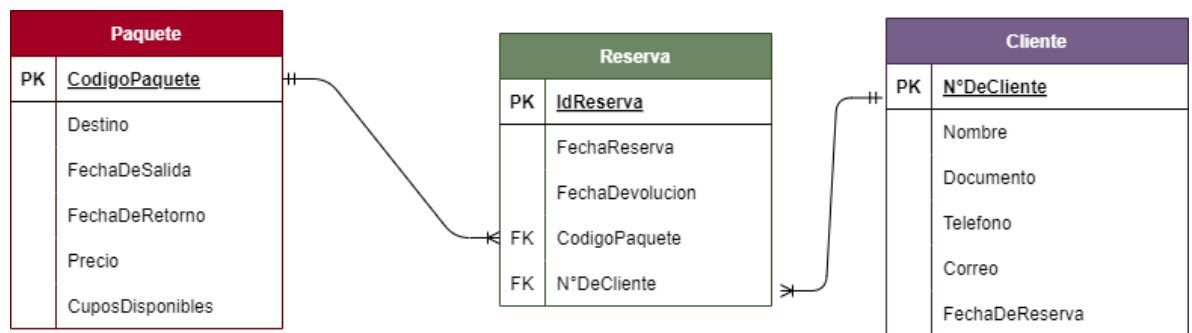 Paquete
PK CodigoPaquete
Destino
FechaDeSalida
FechaDeRetorno
Precio
CuposDisponibles
Reserva
PK IdReserva
FechaReserva
FechaDevolucion
FK CodigoPaquete
FK N°DeCliente
Cliente
PK N°DeCliente
Nombre
Documento
Telefono
Correo
FechaDeReserva